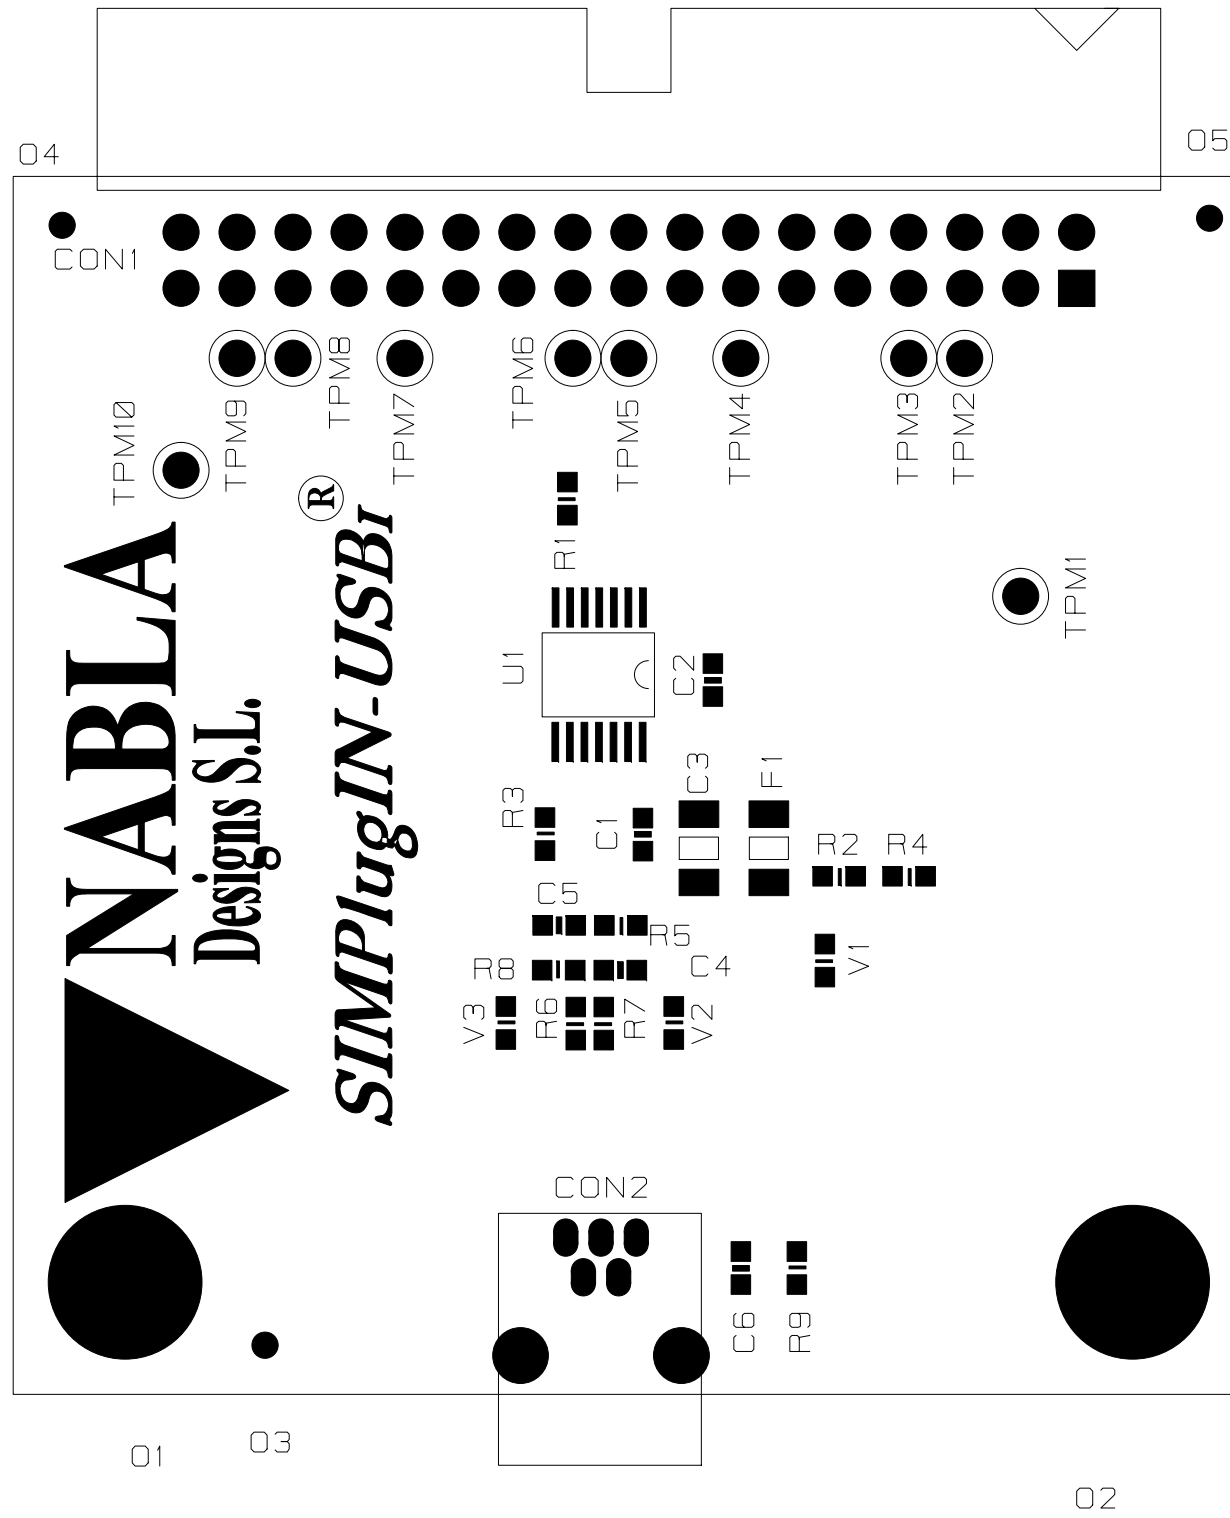 O4
O5
CON1
TPM10
TPM9
TPM8
TPM7
TPM6
TPM5
TPM4
TPM3
TPM2
®
R1
TPM1
NABLA
Designs S.L.
SIMPlugIN-USBI
U1
C2
C3
F1
R3
C1
R2
R4
C5
R5
R8
C4
V1
V3
R6
R7
V2
CON2
C6
R9
O1
O3
O2